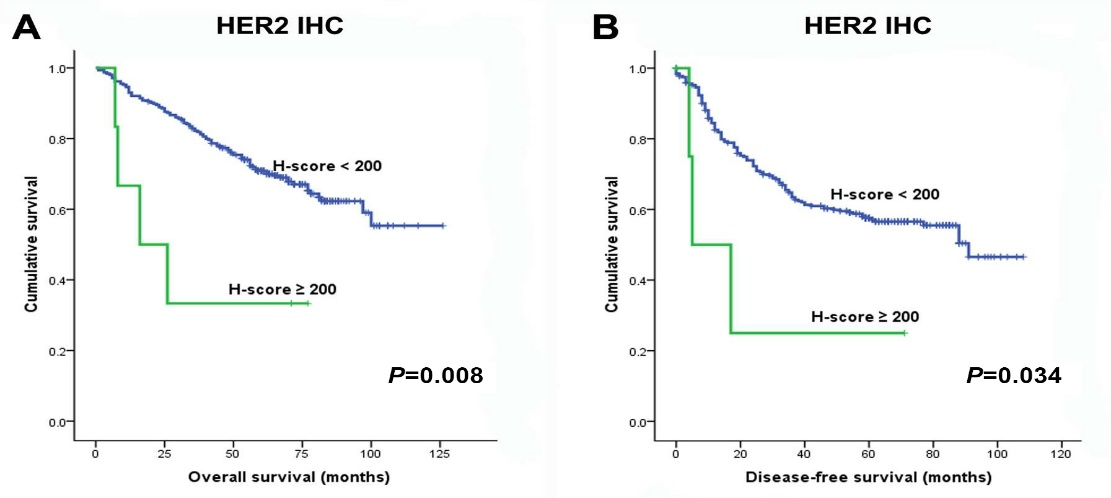 A
HER2 IHC
Cumulative survival
1.0
0.8
0.6
0.4
0.2
0.0
H-score < 200
H-score ≥ 200
P=0.008
0 25 50 75 100 125
Overall survival (months)
B
HER2 IHC
Cumulative survival
1.0
0.8
0.6
0.4
0.2
0.0
H-score < 200
H-score ≥ 200
P=0.034
0 20 40 60 80 100 120
Disease-free survival (months)